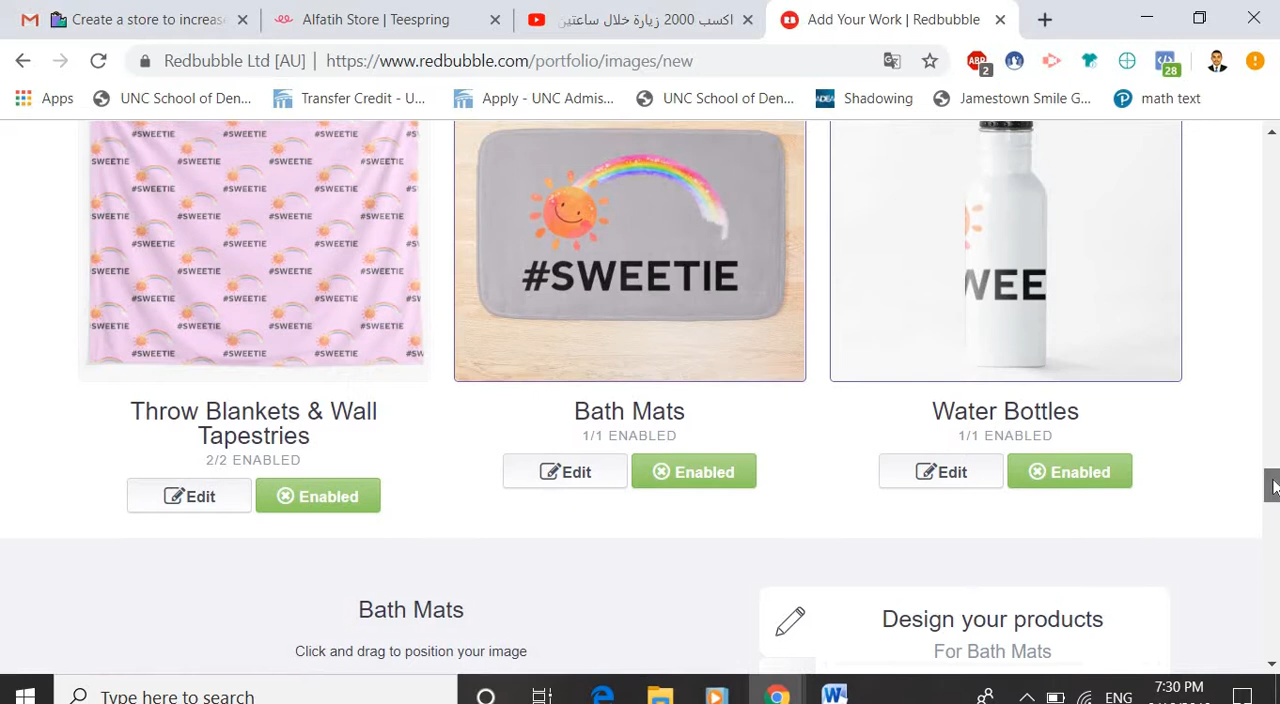 Create a store to increase
Alfatih Store | Teespring
اكسب 2000 زيارة خلال ساعتين
Add Your Work | Redbubble
Redbubble Ltd [AU] | https://www.redbubble.com/portfolio/images/new
2
28
Apps
UNC School of Den...
Transfer Credit - U...
Apply - UNC Admis...
UNC School of Den...
Shadowing
Jamestown Smile G...
math text
#SWEETIE
#SWEETIE
WEE
Throw Blankets & Wall
Tapestries
2/2 ENABLED
Edit
Enabled
Bath Mats
1/1 ENABLED
Edit
Enabled
Water Bottles
1/1 ENABLED
Edit
Enabled
Bath Mats
Click and drag to position your image
Design your products
For Bath Mats
Type here to search
ENG
7:30 PM